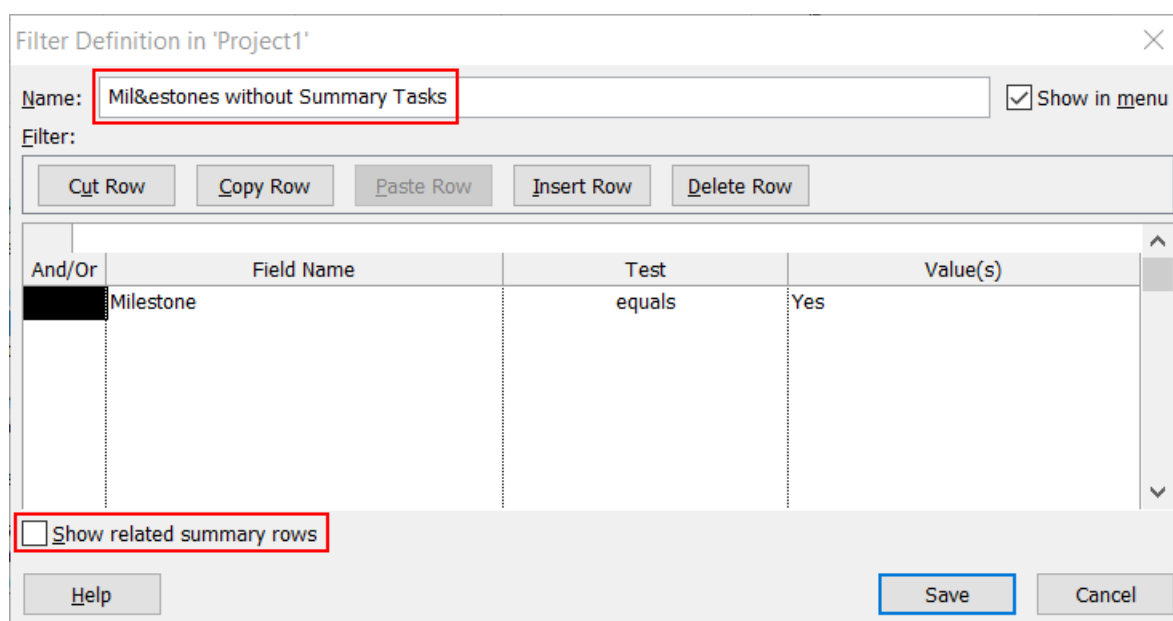 Filter Definition in 'Project1'
Name: Mil&estones without Summary Tasks Show in menu
Filter:
Cut Row Copy Row Paste Row Insert Row Delete Row
And/Or Field Name Test Value(s)
Milestone equals Yes
Show related summary rows
Help Save Cancel